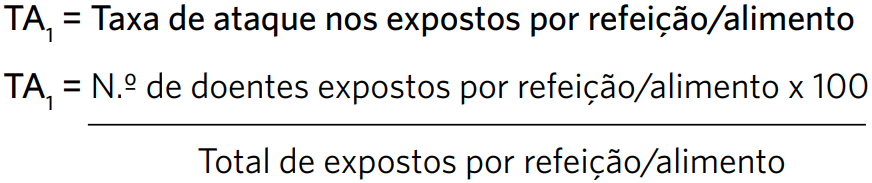 TA1 = Taxa de ataque nos expostos por refeição/alimento
TA1 = N.º de doentes expostos por refeição/alimento x 100
Total de expostos por refeição/alimento